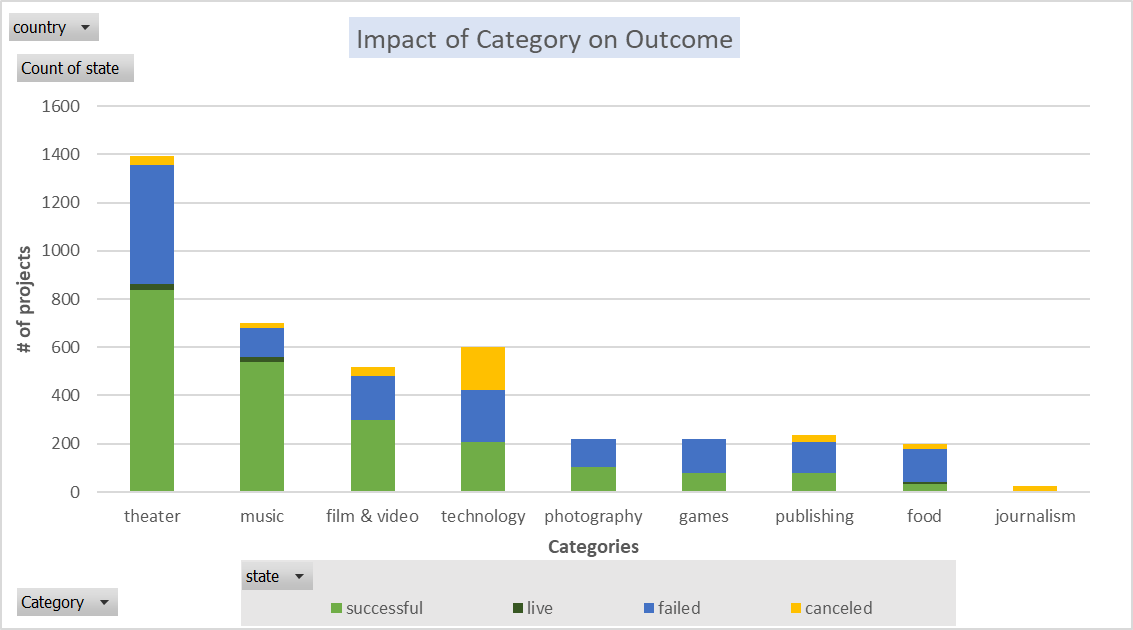 country
Impact of Category on Outcome
Count of state
1600
1400
1200
1000
800
600
400
200
0
# of projects
theater music film & video technology photography games publishing food journalism
Categories
state
Category
successful live failed canceled